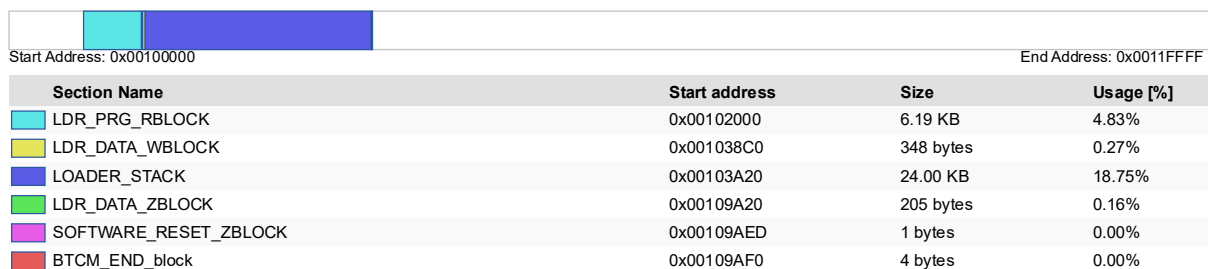 Start Address: 0x00100000 End Address: 0x0011FFFF
Section Name Start address Size Usage [%]
LDR_PRG_RBLOCK 0x00102000 6.19 KB 4.83%
LDR_DATA_WBLOCK 0x001038C0 348 bytes 0.27%
LOADER_STACK 0x00103A20 24.00 KB 18.75%
LDR_DATA_ZBLOCK 0x00109A20 205 bytes 0.16%
SOFTWARE_RESET_ZBLOCK 0x00109AED 1 bytes 0.00%
BTCM_END_block 0x00109AF0 4 bytes 0.00%